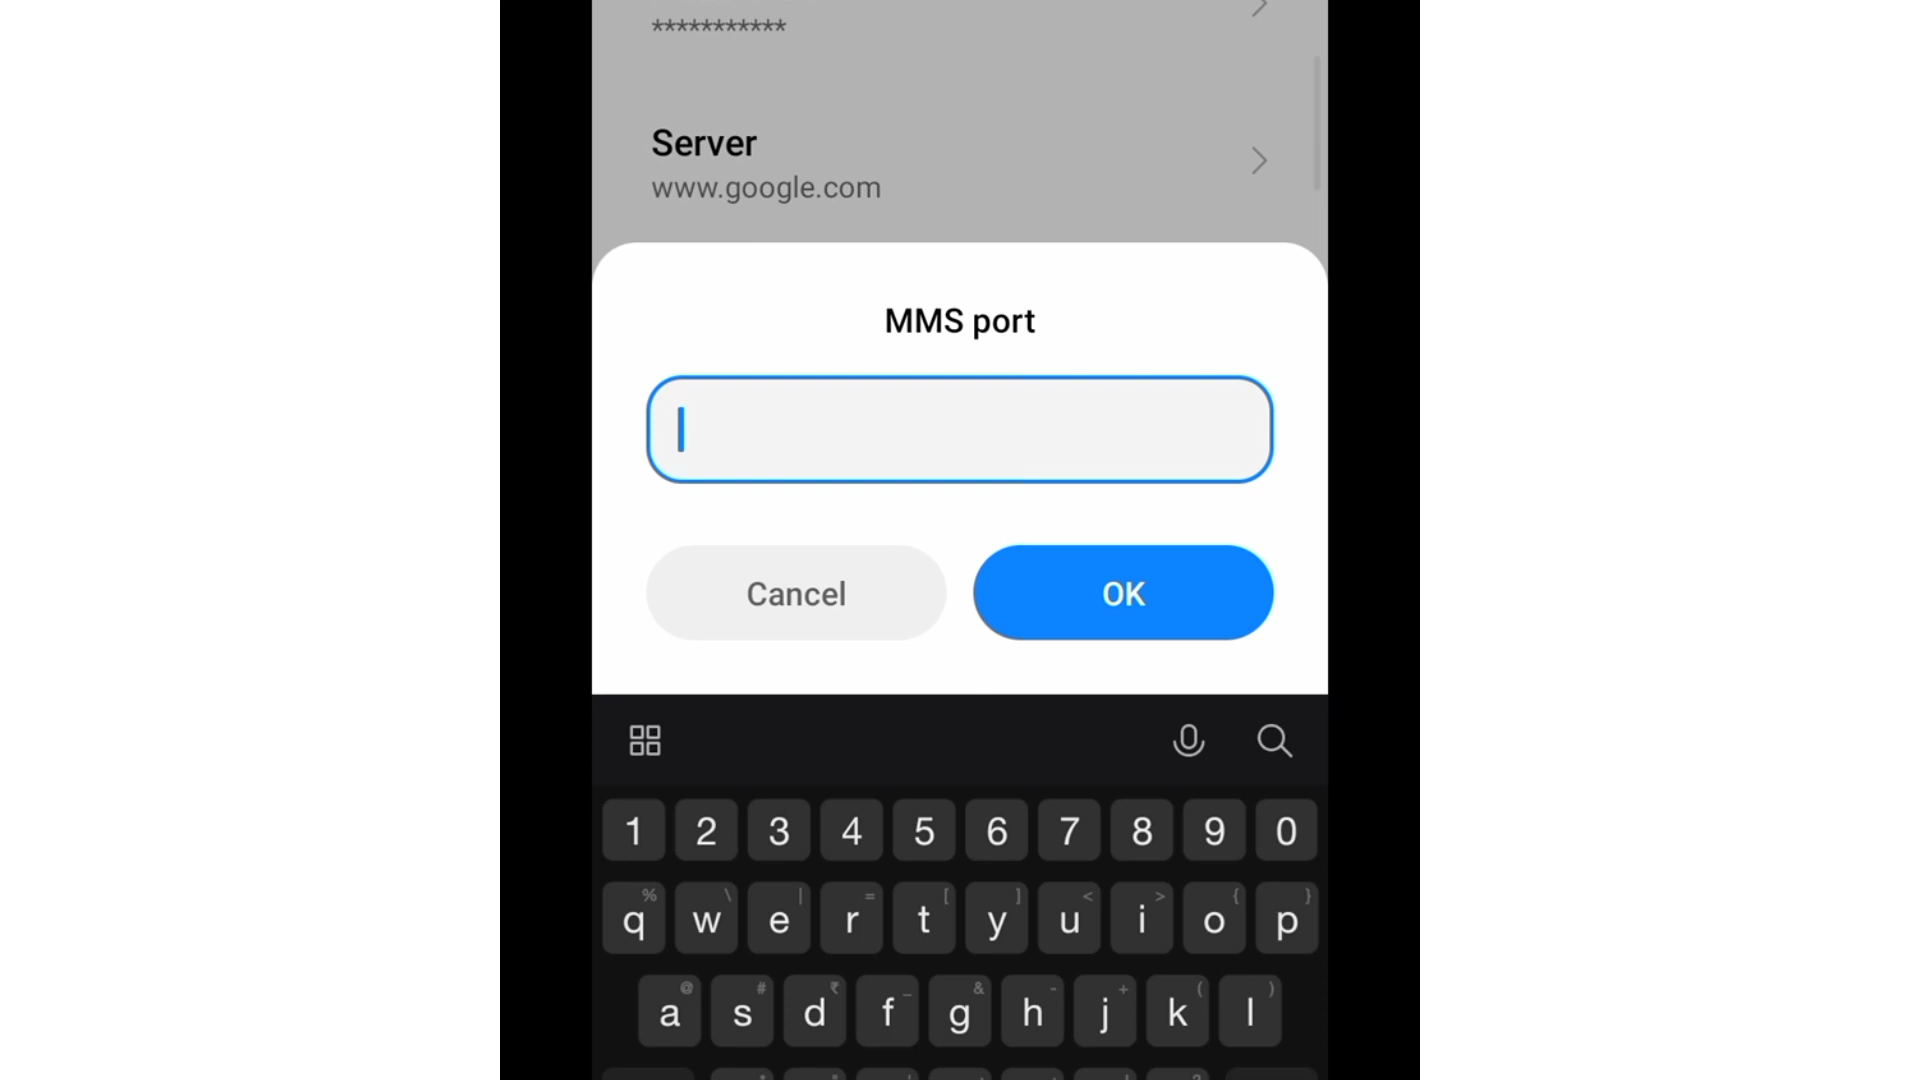 ***********
Server
www.google.com
MMS port
Cancel
OK
1 2 3 4 5 6 7 8 9 0
% \ | = [ ] < > { }
q w e r t y u i o p
@ # ₹ _ & - + ( )
a s d f g h j k l